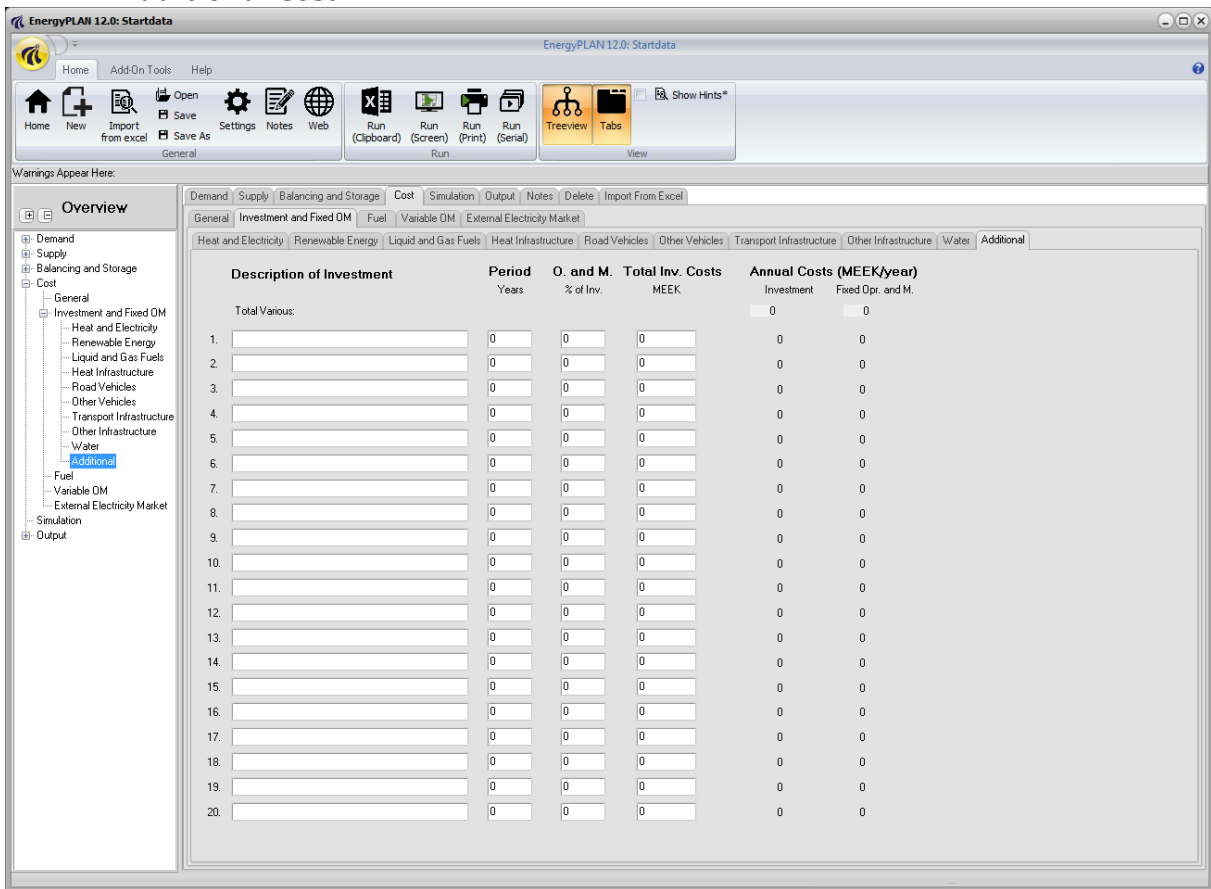 EnergyPLAN 12.0: Startdata
EnergyPLAN 12.0: Startdata
Home Add-On Tools Help
Home New Import from excel Open Save Save As Settings Notes Web Run (Clipboard) Run (Screen) Run (Print) Run (Serial) Treeview Tabs Show Hints*
General Run View
Warnings Appear Here:
Overview
Demand
Supply
Balancing and Storage
Cost
General
Investment and Fixed OM
Heat and Electricity
Renewable Energy
Liquid and Gas Fuels
Heat Infrastructure
Road Vehicles
Other Vehicles
Transport Infrastructure
Other Infrastructure
Water
Additional
Fuel
Variable OM
External Electricity Market
Simulation
Output
Demand Supply Balancing and Storage Cost Simulation Output Notes Delete Import From Excel
General Investment and Fixed OM Fuel Variable OM External Electricity Market
Heat and Electricity Renewable Energy Liquid and Gas Fuels Heat Infrastructure Road Vehicles Other Vehicles Transport Infrastructure Other Infrastructure Water Additional
Description of Investment Period O. and M. Total Inv. Costs Annual Costs (MEEK/year)
Years % of Inv. MEEK Investment Fixed Opr. and M.
Total Various: 0 0
1. 0 0 0 0 0
2. 0 0 0 0 0
3. 0 0 0 0 0
4. 0 0 0 0 0
5. 0 0 0 0 0
6. 0 0 0 0 0
7. 0 0 0 0 0
8. 0 0 0 0 0
9. 0 0 0 0 0
10. 0 0 0 0 0
11. 0 0 0 0 0
12. 0 0 0 0 0
13. 0 0 0 0 0
14. 0 0 0 0 0
15. 0 0 0 0 0
16. 0 0 0 0 0
17. 0 0 0 0 0
18. 0 0 0 0 0
19. 0 0 0 0 0
20. 0 0 0 0 0